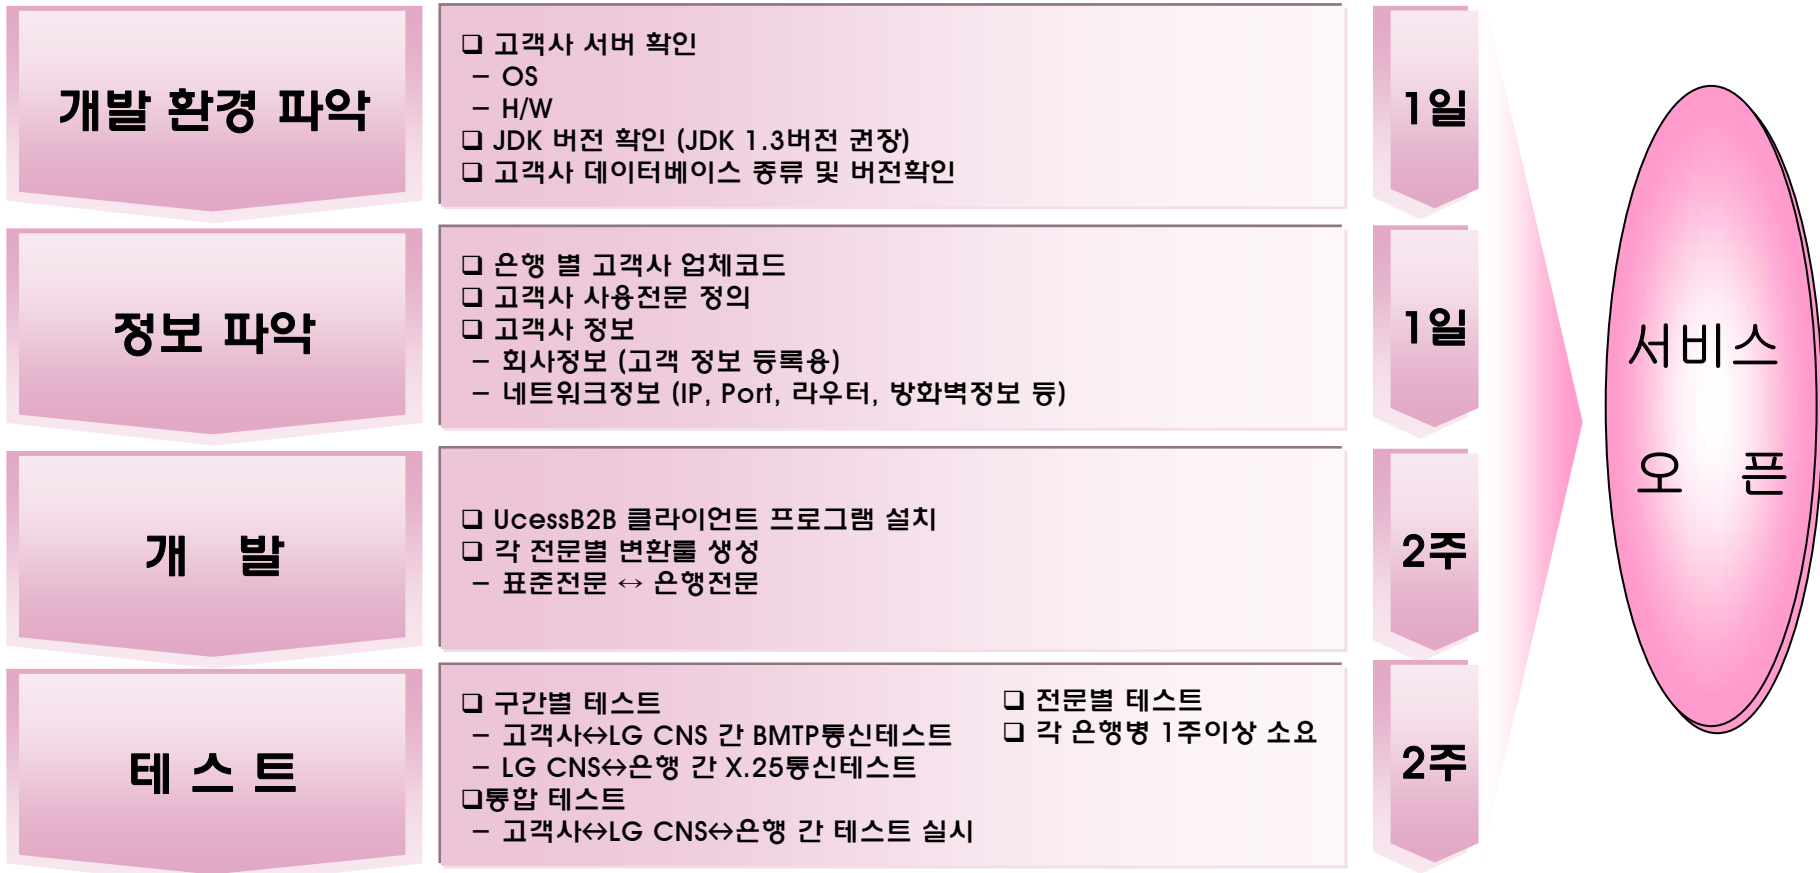 개발 환경 파악
❑ 고객사 서버 확인
– OS
– H/W
❑ JDK 버전 확인 (JDK 1.3버전 권장)
❑ 고객사 데이터베이스 종류 및 버전확인
1일
정보 파악
❑ 은행 별 고객사 업체코드
❑ 고객사 사용전문 정의
❑ 고객사 정보
– 회사정보 (고객 정보 등록용)
– 네트워크정보 (IP, Port, 라우터, 방화벽정보 등)
1일
개 발
❑ UcessB2B 클라이언트 프로그램 설치
❑ 각 전문별 변환룰 생성
– 표준전문 ↔ 은행전문
2주
테 스 트
❑ 구간별 테스트
– 고객사↔LG CNS 간 BMTP통신테스트
– LG CNS↔은행 간 X.25통신테스트
❑통합 테스트
– 고객사↔LG CNS↔은행 간 테스트 실시
❑ 전문별 테스트
❑ 각 은행병 1주이상 소요
2주
서비스
오 픈